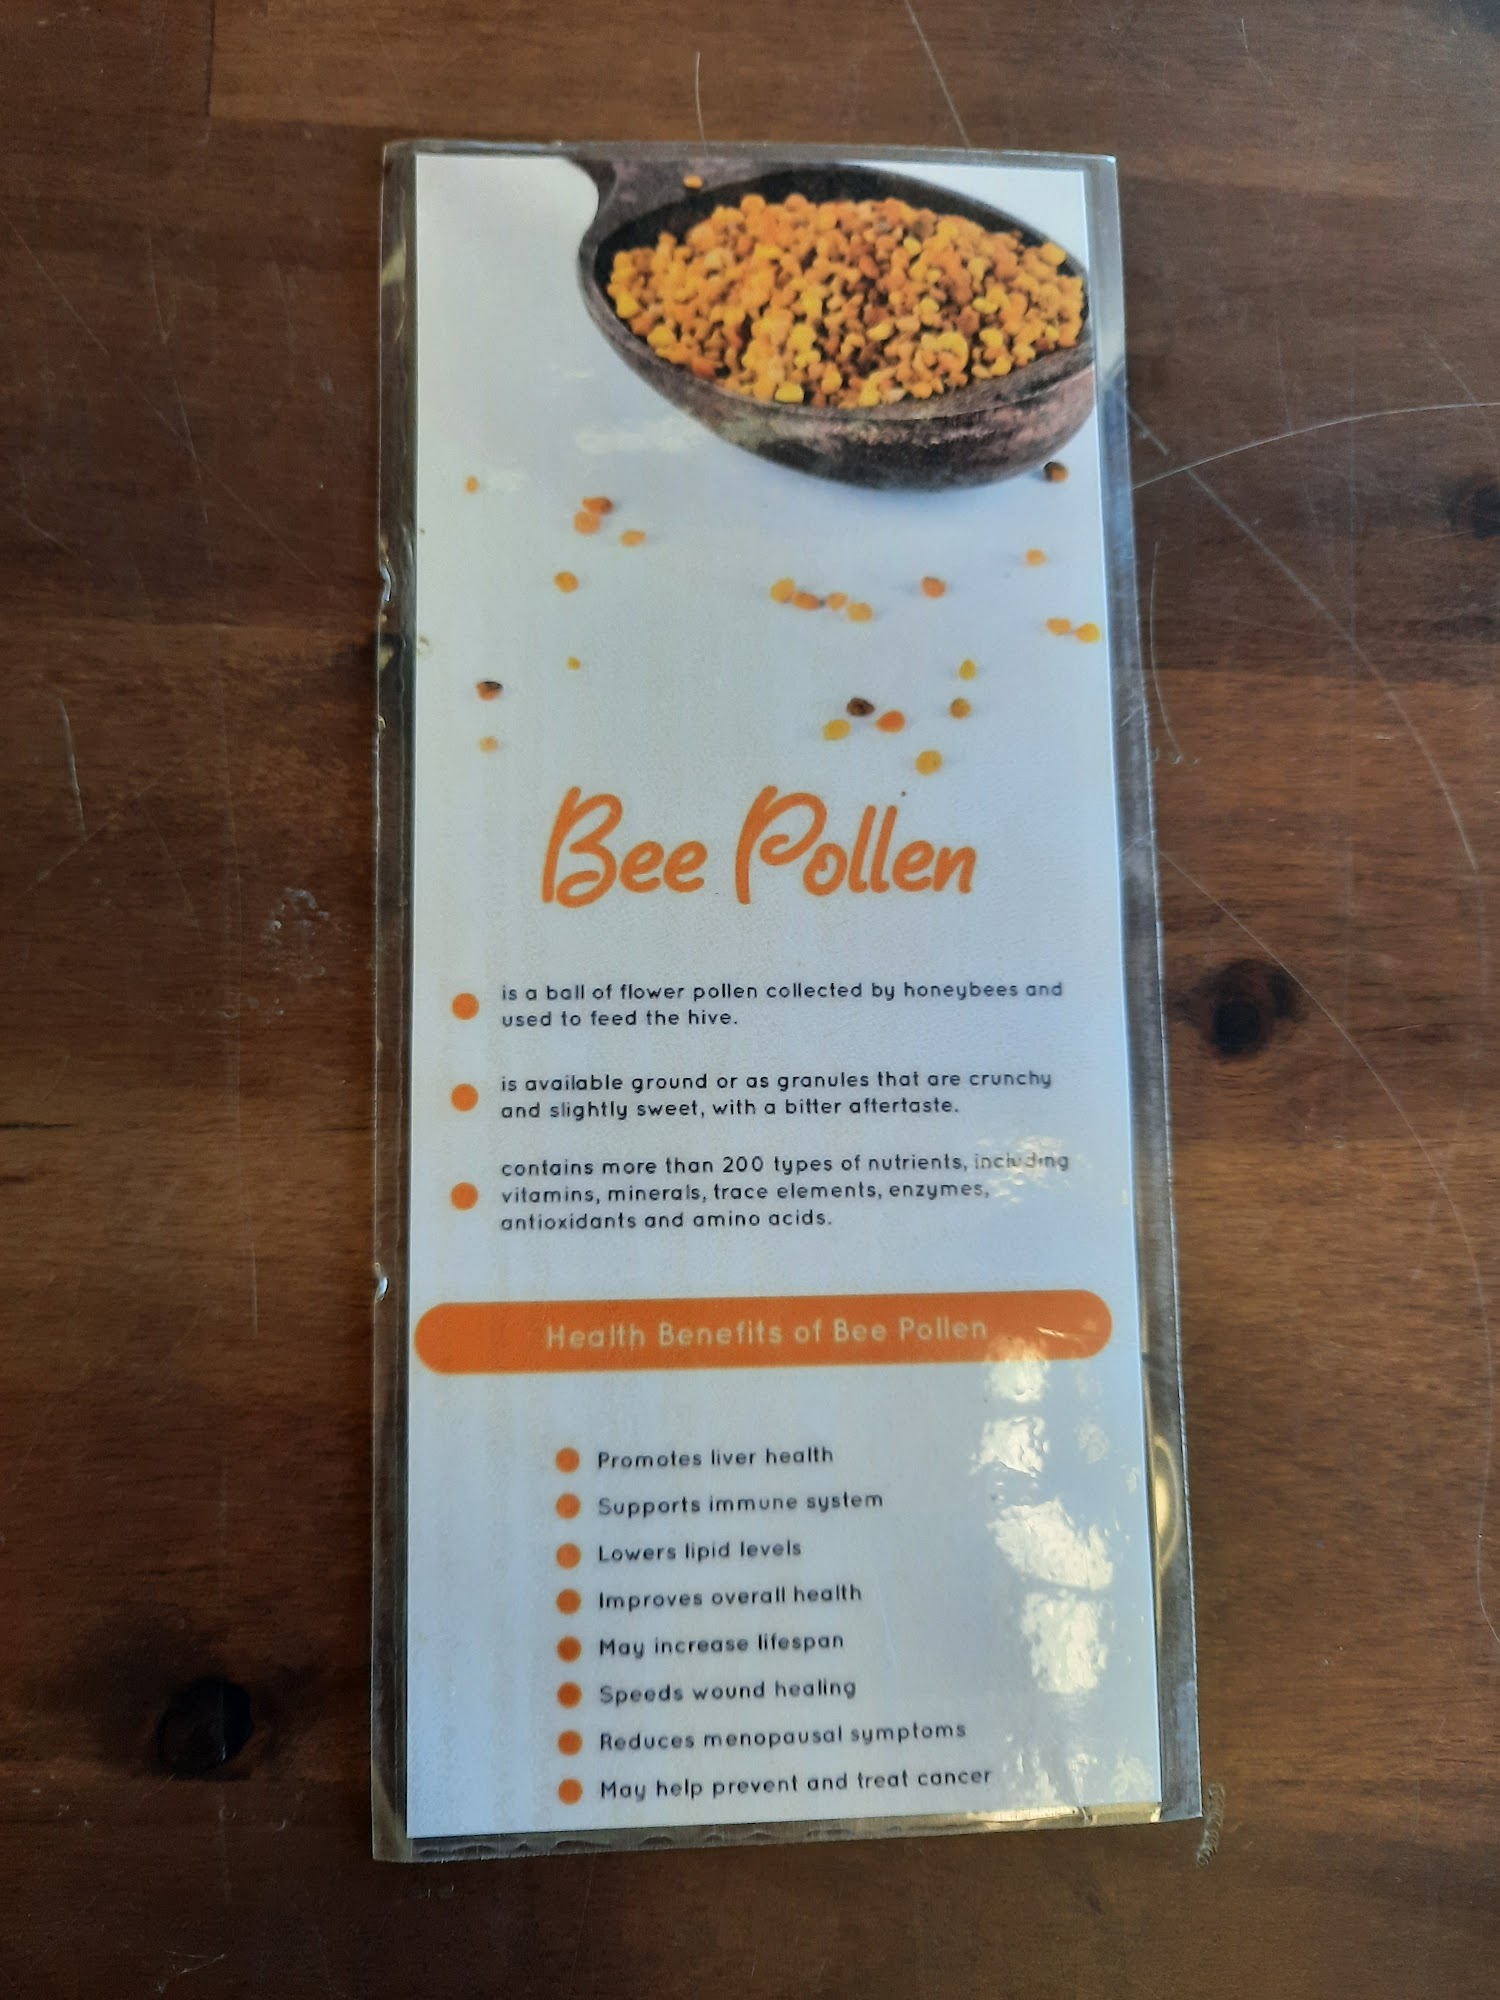 Bee Pollen
is a ball of flower pollen collected by honeybees and
used to feed the hive.
is available ground or as granules that are crunchy
and slightly sweet, with a bitter aftertaste.
contains more than 200 types of nutrients, including
vitamins, minerals, trace elements, enzymes,
antioxidants and amino acids.
Health Benefits of Bee Pollen
Promotes liver health
Supports immune system
Lowers lipid levels
Improves overall health
May increase lifespan
Speeds wound healing
Reduces menopausal symptoms
May help prevent and treat cancer